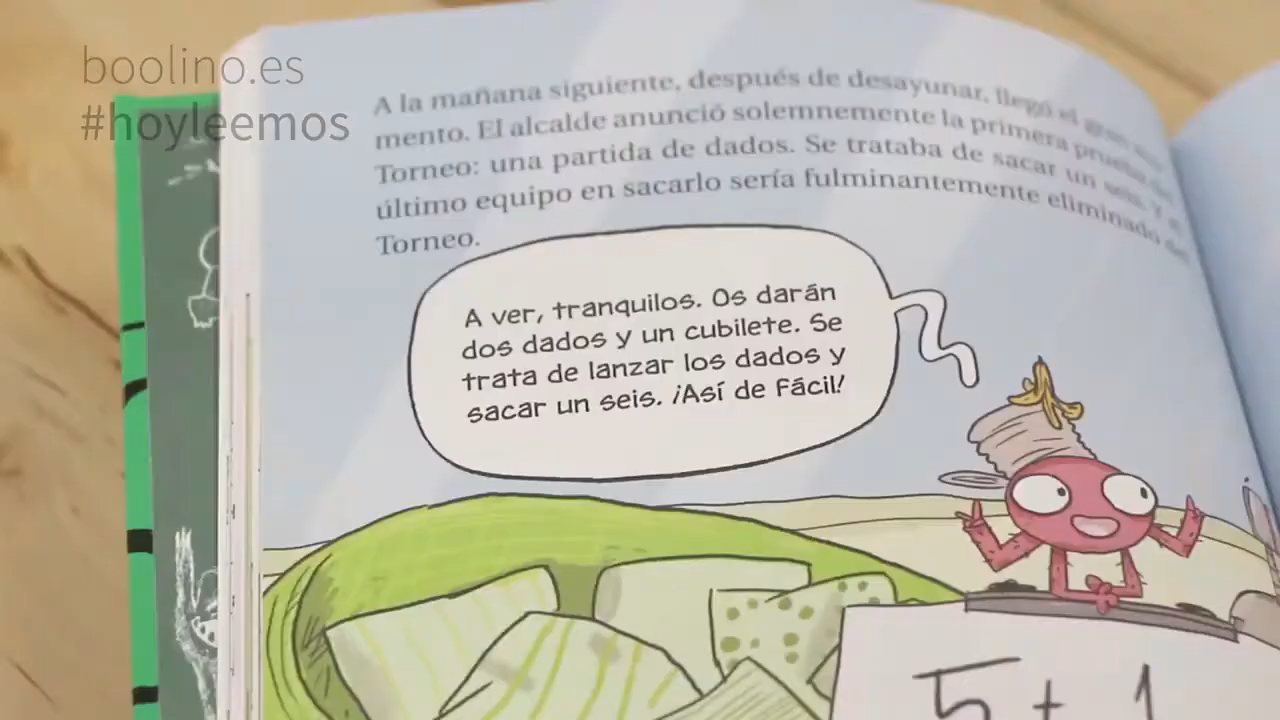 boolino.es
#hoyleemos
A la mañana siguiente, después de desayunar, llegó el gran
mento. El alcalde anunció solemnemente la primera prueba del
Torneo: una partida de dados. Se trataba de sacar un seis, y el
último equipo en sacarlo sería fulminantemente eliminado del
Torneo.
A ver, tranquilos. Os darán
dos dados y un cubilete. Se
trata de lanzar los dados y
sacar un seis. ¡Así de Fácil!
5 + 1